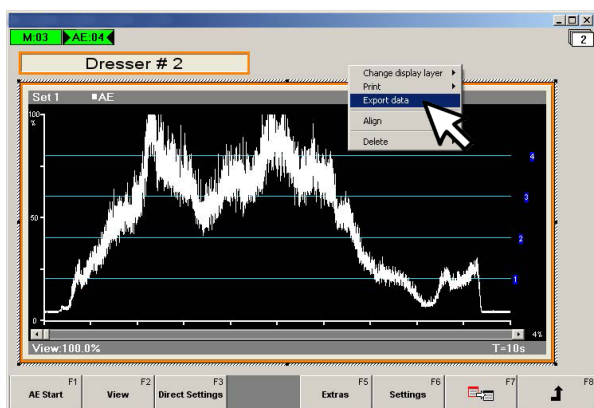 M:03 AE:04
2
Dresser # 2
Change display layer
Print
Export data
Align
Delete
Set 1 AE
100-
%
4
3
50-
2
1
0
4%
View:100.0% T=10s
F1 F2 F3 F5 F6 F7 F8
AE Start View Direct Settings Extras Settings